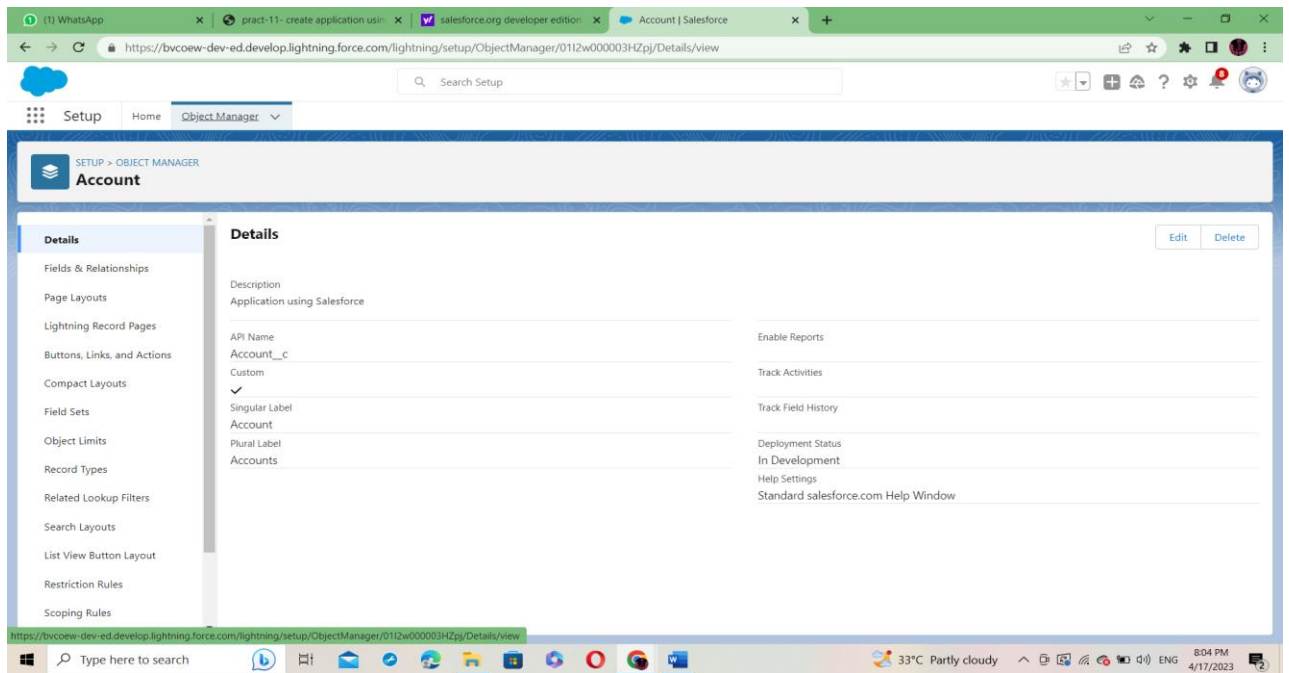 (1) WhatsApp
pract-11- create application usin
salesforce.org developer edition
Account | Salesforce
https://bvcoew-dev-ed.develop.lightning.force.com/lightning/setup/ObjectManager/01I2w000003HZpj/Details/view
Search Setup
Setup Home Object Manager
SETUP > OBJECT MANAGER
Account
Details
Fields & Relationships
Page Layouts
Lightning Record Pages
Buttons, Links, and Actions
Compact Layouts
Field Sets
Object Limits
Record Types
Related Lookup Filters
Search Layouts
List View Button Layout
Restriction Rules
Scoping Rules
Details
Edit Delete
Description
Application using Salesforce
API Name
Account__c
Custom
Singular Label
Account
Plural Label
Accounts
Enable Reports
Track Activities
Track Field History
Deployment Status
In Development
Help Settings
Standard salesforce.com Help Window
https://bvcoew-dev-ed.develop.lightning.force.com/lightning/setup/ObjectManager/01I2w000003HZpj/Details/view
Type here to search
33°C Partly cloudy
ENG
8:04 PM
4/17/2023